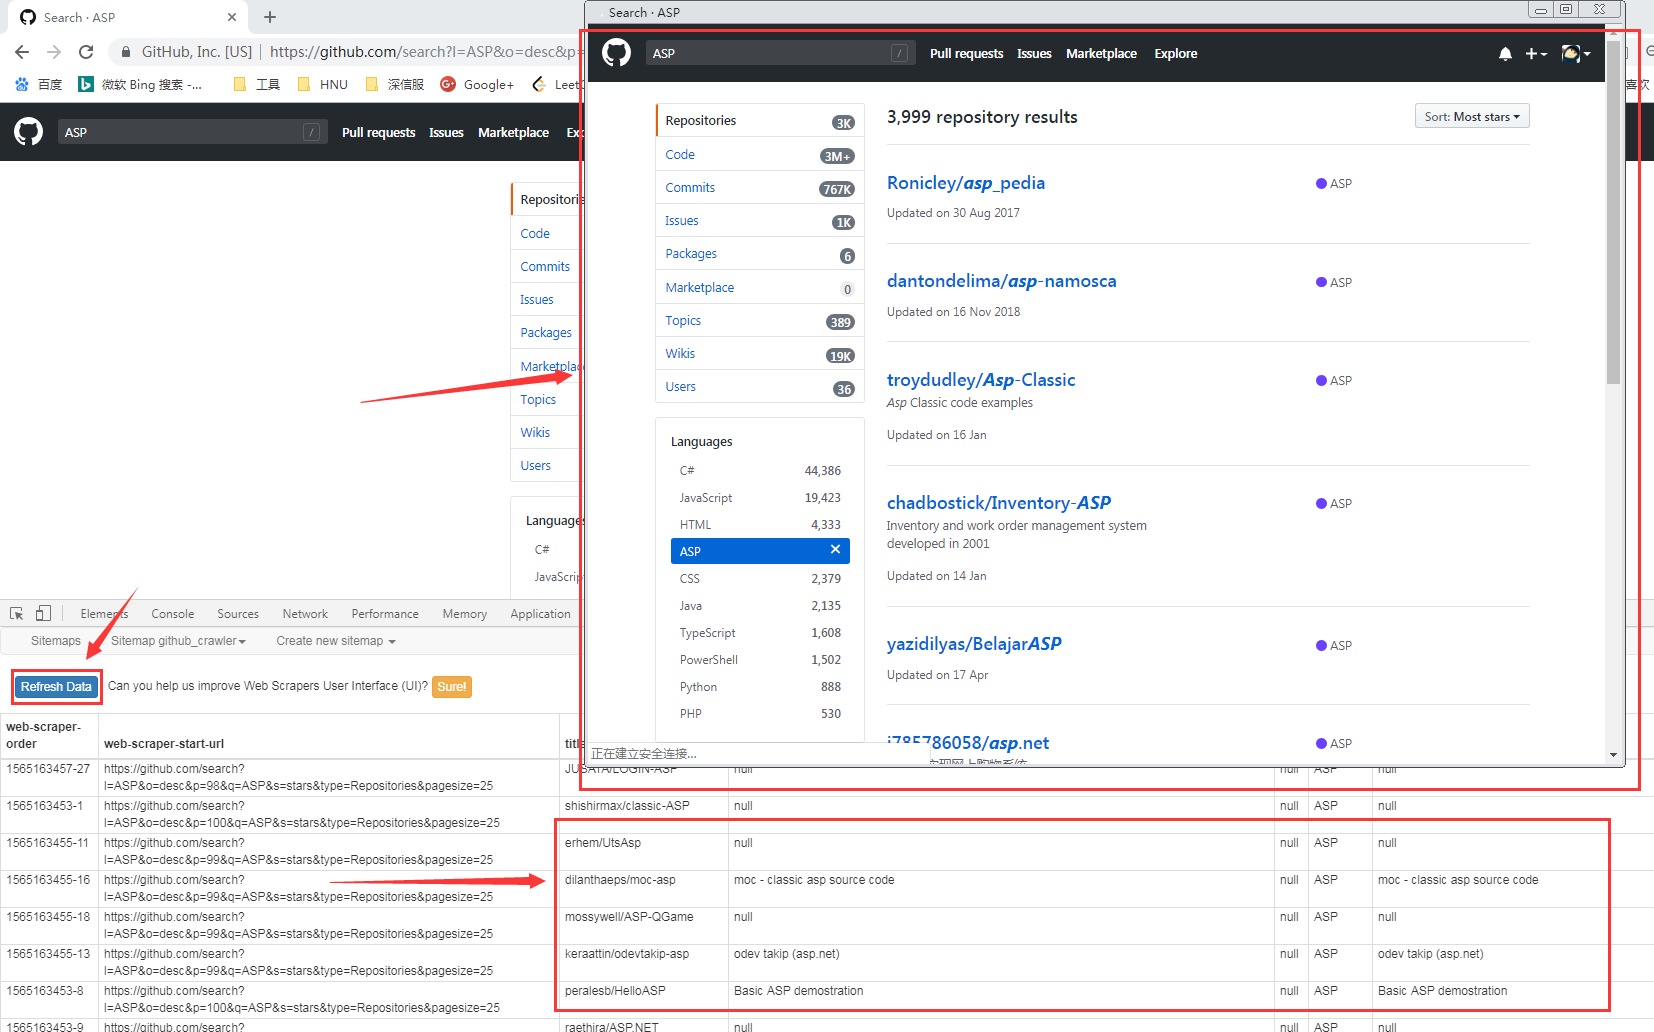 Search · ASP
GitHub, Inc. [US] | https://github.com/search?l=ASP&o=desc&p=
百度 微软 Bing 搜索 -... 工具 HNU 深信服 Google+ Leet 喜欢
ASP / Pull requests Issues Marketplace Ex
Repositories
Code
Commits
Issues
Packages
Marketplace
Topics
Wikis
Users
Languages
C#
JavaScrip
Search · ASP
ASP / Pull requests Issues Marketplace Explore
Repositories 3K
Code 3M+
Commits 767K
Issues 1K
Packages 6
Marketplace 0
Topics 389
Wikis 19K
Users 36
Languages
C# 44,386
JavaScript 19,423
HTML 4,333
ASP ×
CSS 2,379
Java 2,135
TypeScript 1,608
PowerShell 1,502
Python 888
PHP 530
正在建立安全连接...
3,999 repository results
Sort: Most stars
Ronicley/asp_pedia ASP
Updated on 30 Aug 2017
dantondelima/asp-namosca ASP
Updated on 16 Nov 2018
troydudley/Asp-Classic ASP
Asp Classic code examples
Updated on 16 Jan
chadbostick/Inventory-ASP ASP
Inventory and work order management system
developed in 2001
Updated on 14 Jan
yazidilyas/BelajarASP ASP
Updated on 17 Apr
i785786058/asp.net ASP
Elements Console Sources Network Performance Memory Application
Sitemaps Sitemap github_crawler Create new sitemap
Refresh Data Can you help us improve Web Scrapers User Interface (UI)? Sure!
web-scraper-
order web-scraper-start-url title
1565163457-27 https://github.com/search?
l=ASP&o=desc&p=98&q=ASP&s=stars&type=Repositories&pagesize=25
null null ASP null
1565163453-1 https://github.com/search? shishirmax/classic-ASP null null ASP null
l=ASP&o=desc&p=100&q=ASP&s=stars&type=Repositories&pagesize=25
1565163455-11 https://github.com/search? erhem/UtsAsp null null ASP null
l=ASP&o=desc&p=99&q=ASP&s=stars&type=Repositories&pagesize=25
1565163455-16 https://github.com/search? dilanthaeps/moc-asp moc - classic asp source code null ASP moc - classic asp source code
l=ASP&o=desc&p=99&q=ASP&s=stars&type=Repositories&pagesize=25
1565163455-18 https://github.com/search? mossywell/ASP-QGame null null ASP null
l=ASP&o=desc&p=99&q=ASP&s=stars&type=Repositories&pagesize=25
1565163455-13 https://github.com/search? keraattin/odevtakip-asp odev takip (asp.net) null ASP odev takip (asp.net)
l=ASP&o=desc&p=99&q=ASP&s=stars&type=Repositories&pagesize=25
1565163453-8 https://github.com/search? peralesb/HelloASP Basic ASP demostration null ASP Basic ASP demostration
l=ASP&o=desc&p=100&q=ASP&s=stars&type=Repositories&pagesize=25
1565163453-9 https://github.com/search? raethira/ASP.NET null null ASP null